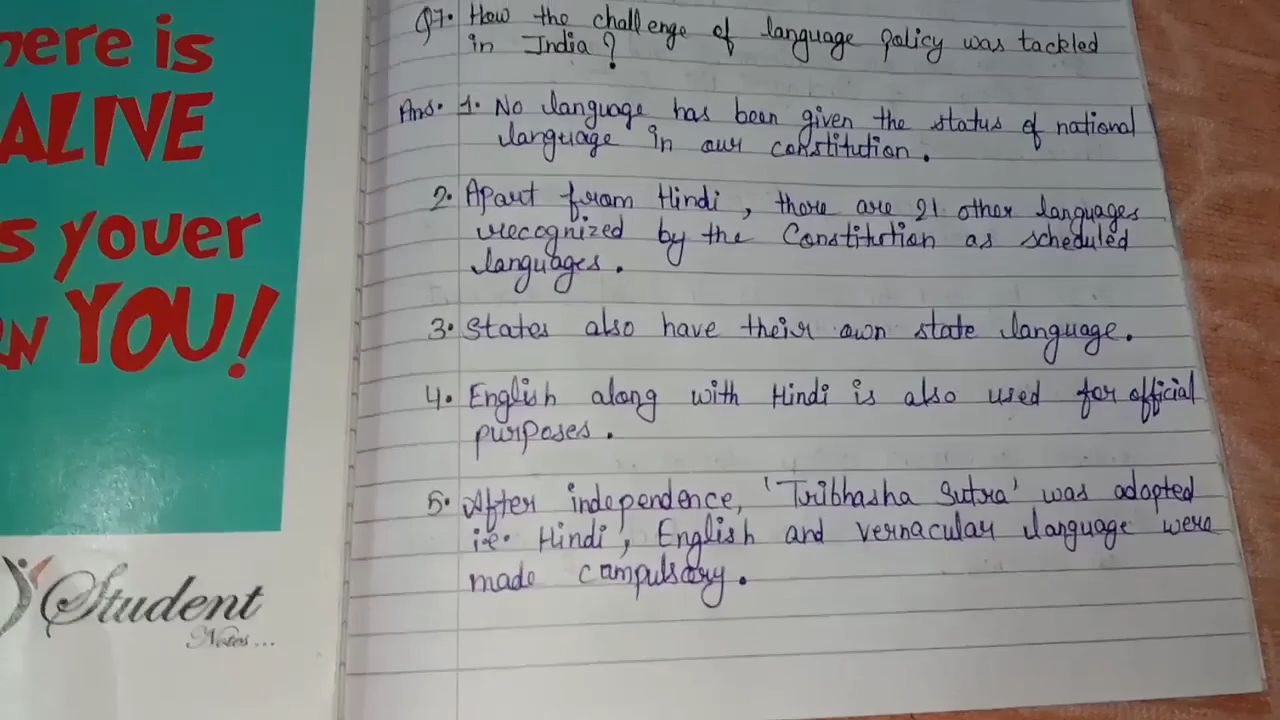 here is
ALIVE
s youer
N YOU!
Student
Notes...
Q7. How the challenge of language policy was tackled
in India?
Ans. 1. No language has been given the status of national
language in our constitution.
2. Apart from Hindi, there are 21 other languages
recognized by the Constitution as scheduled
languages.
3. States also have their own state language.
4. English along with Hindi is also used for official
purposes.
5. After independence, 'Tribhasha Sutra' was adopted
i.e. Hindi, English and vernacular language were
made compulsory.